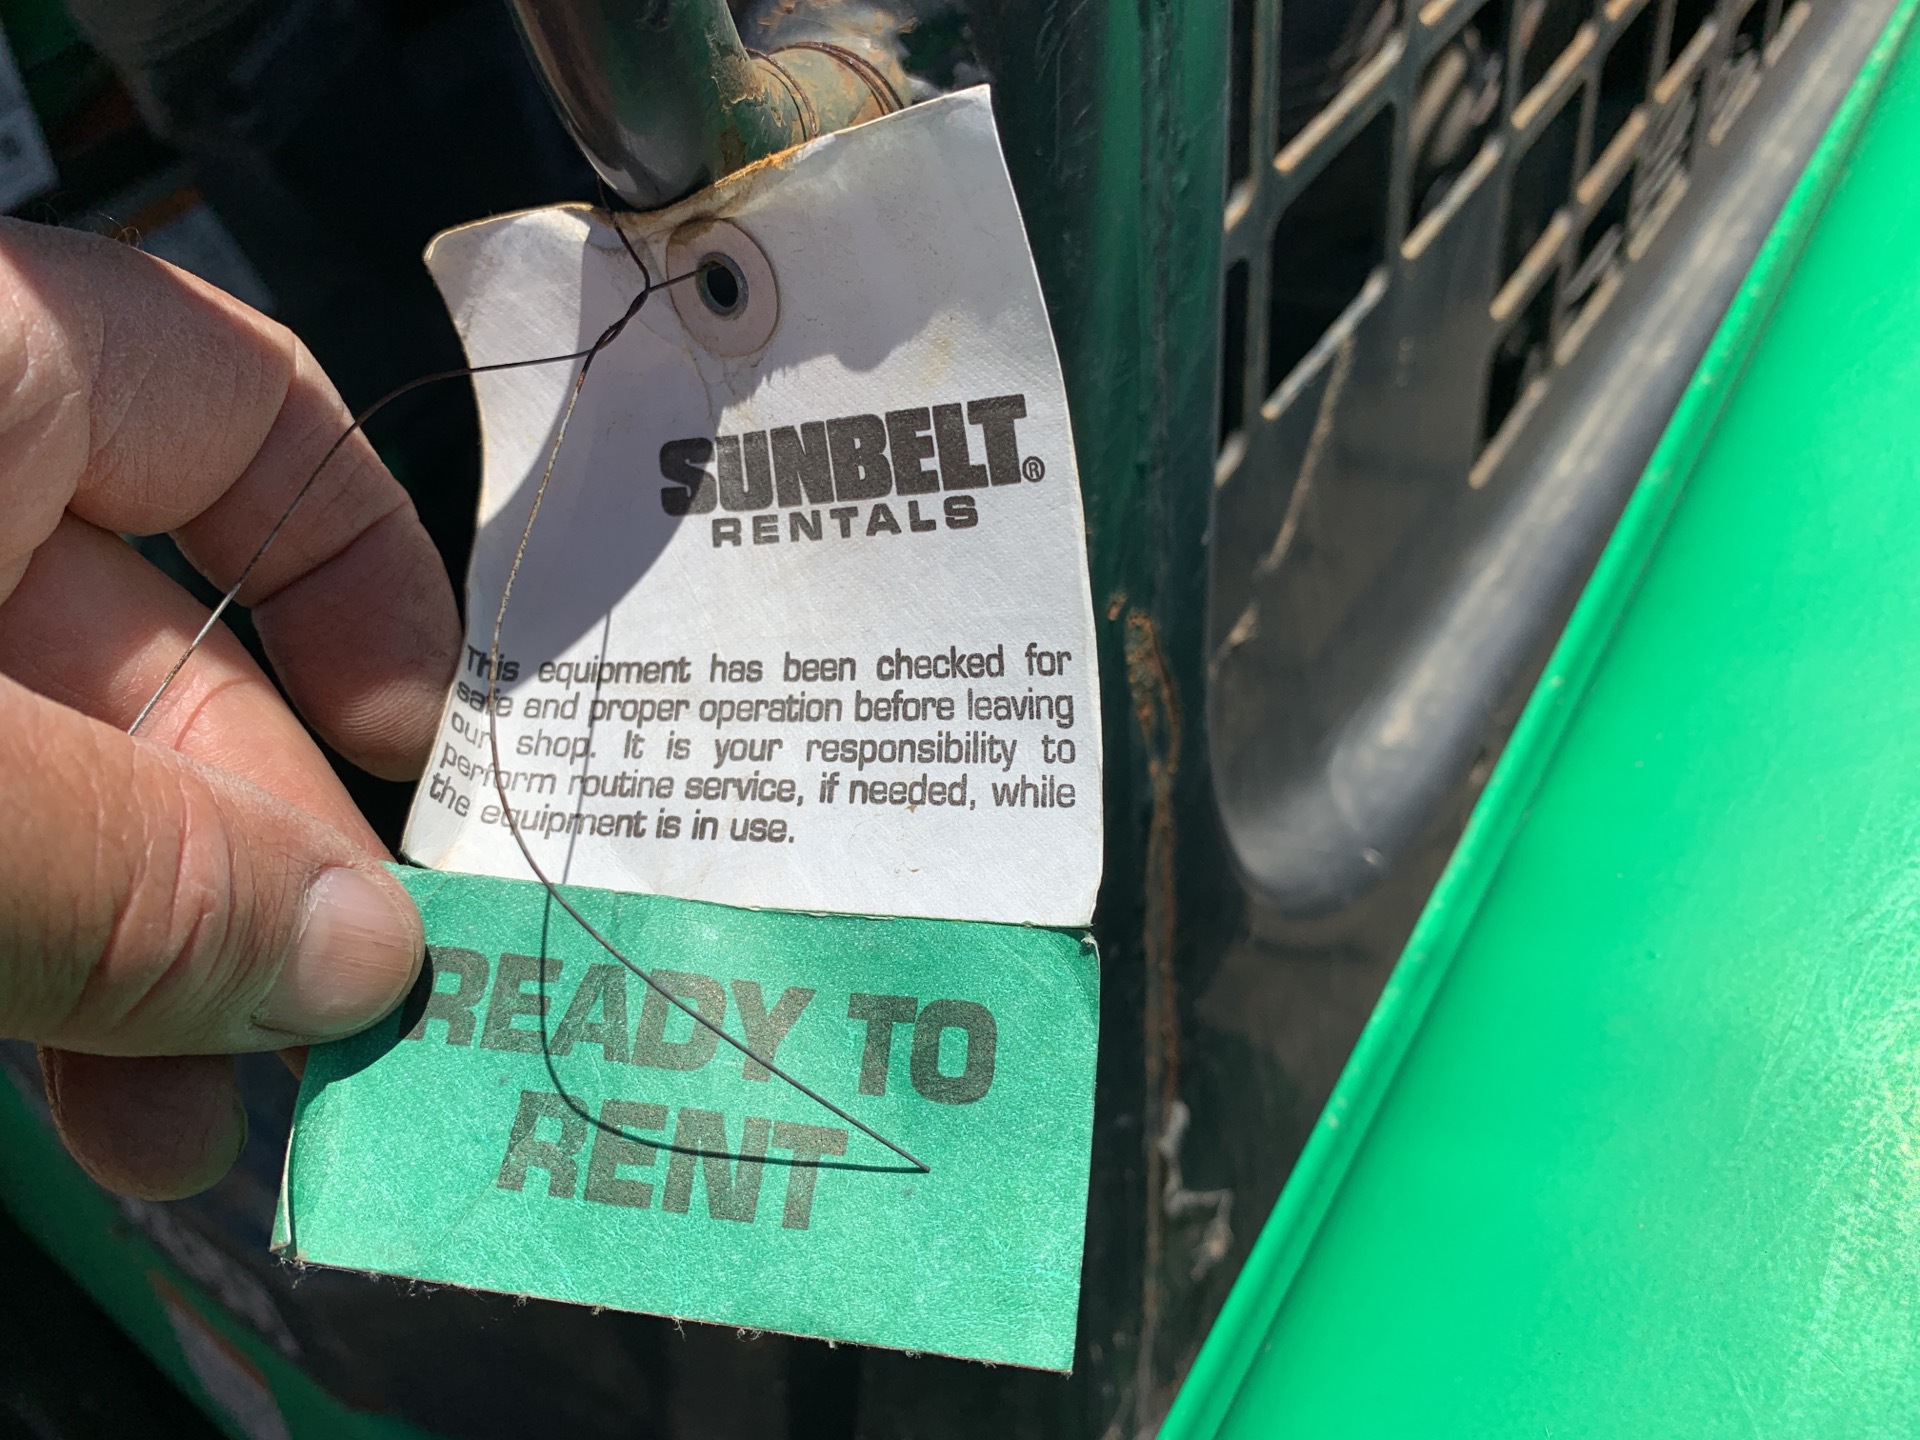 SUNBELT®
RENTALS
This equipment has been checked for
safe and proper operation before leaving
our shop. It is your responsibility to
perform routine service, if needed, while
the equipment is in use.
READY TO
RENT